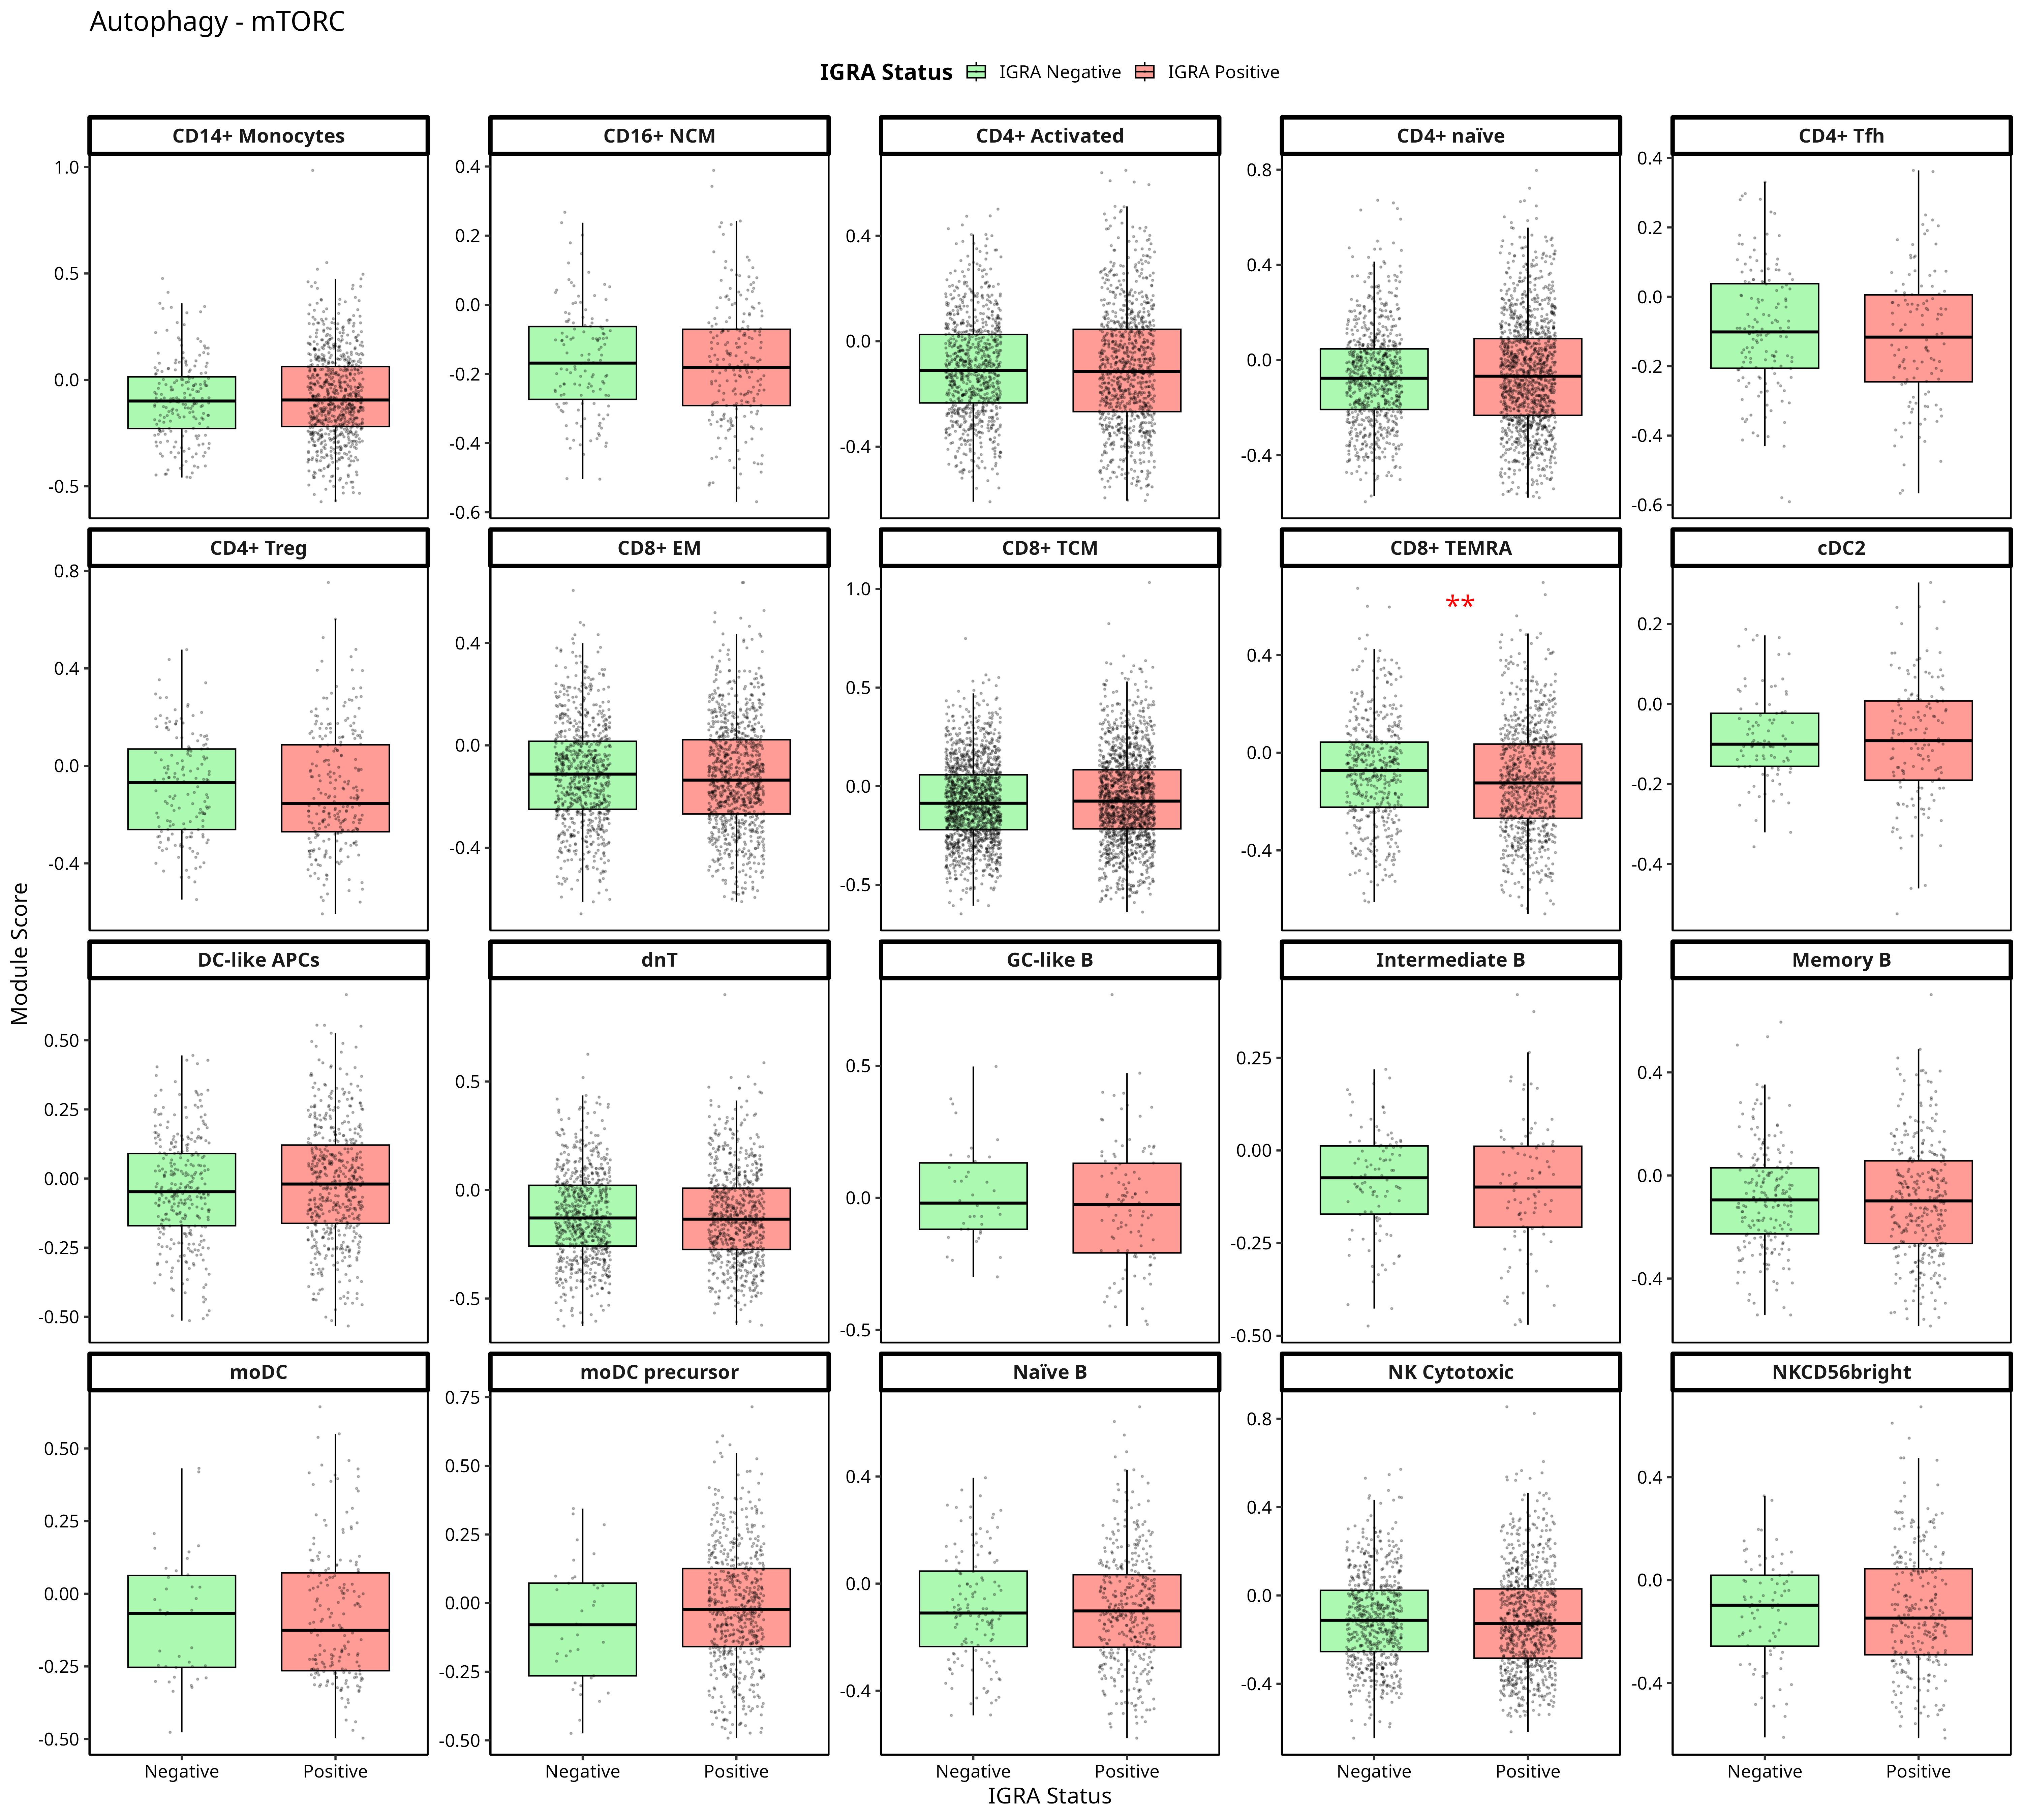 Autophagy - mTORC
IGRA Status IGRA Negative IGRA Positive
CD14+ Monocytes CD16+ NCM CD4+ Activated CD4+ naïve CD4+ Tfh
1.0 0.5 0.0 -0.5
0.4 0.2 0.0 -0.2 -0.4 -0.6
0.4 0.0 -0.4
0.8 0.4 0.0 -0.4
0.4 0.2 0.0 -0.2 -0.4 -0.6
CD4+ Treg CD8+ EM CD8+ TCM CD8+ TEMRA cDC2
0.8 0.4 0.0 -0.4
0.4 0.0 -0.4
1.0 0.5 0.0 -0.5
**
0.4 0.0 -0.4
0.2 0.0 -0.2 -0.4
Module Score
DC-like APCs dnT GC-like B Intermediate B Memory B
0.50 0.25 0.00 -0.25 -0.50
0.5 0.0 -0.5
0.5 0.0 -0.5
0.25 0.00 -0.25 -0.50
0.4 0.0 -0.4
moDC moDC precursor Naïve B NK Cytotoxic NKCD56bright
0.50 0.25 0.00 -0.25 -0.50
0.75 0.50 0.25 0.00 -0.25 -0.50
0.4 0.0 -0.4
0.8 0.4 0.0 -0.4
0.4 0.0 -0.4
Negative Positive Negative Positive Negative Positive Negative Positive Negative Positive
IGRA Status